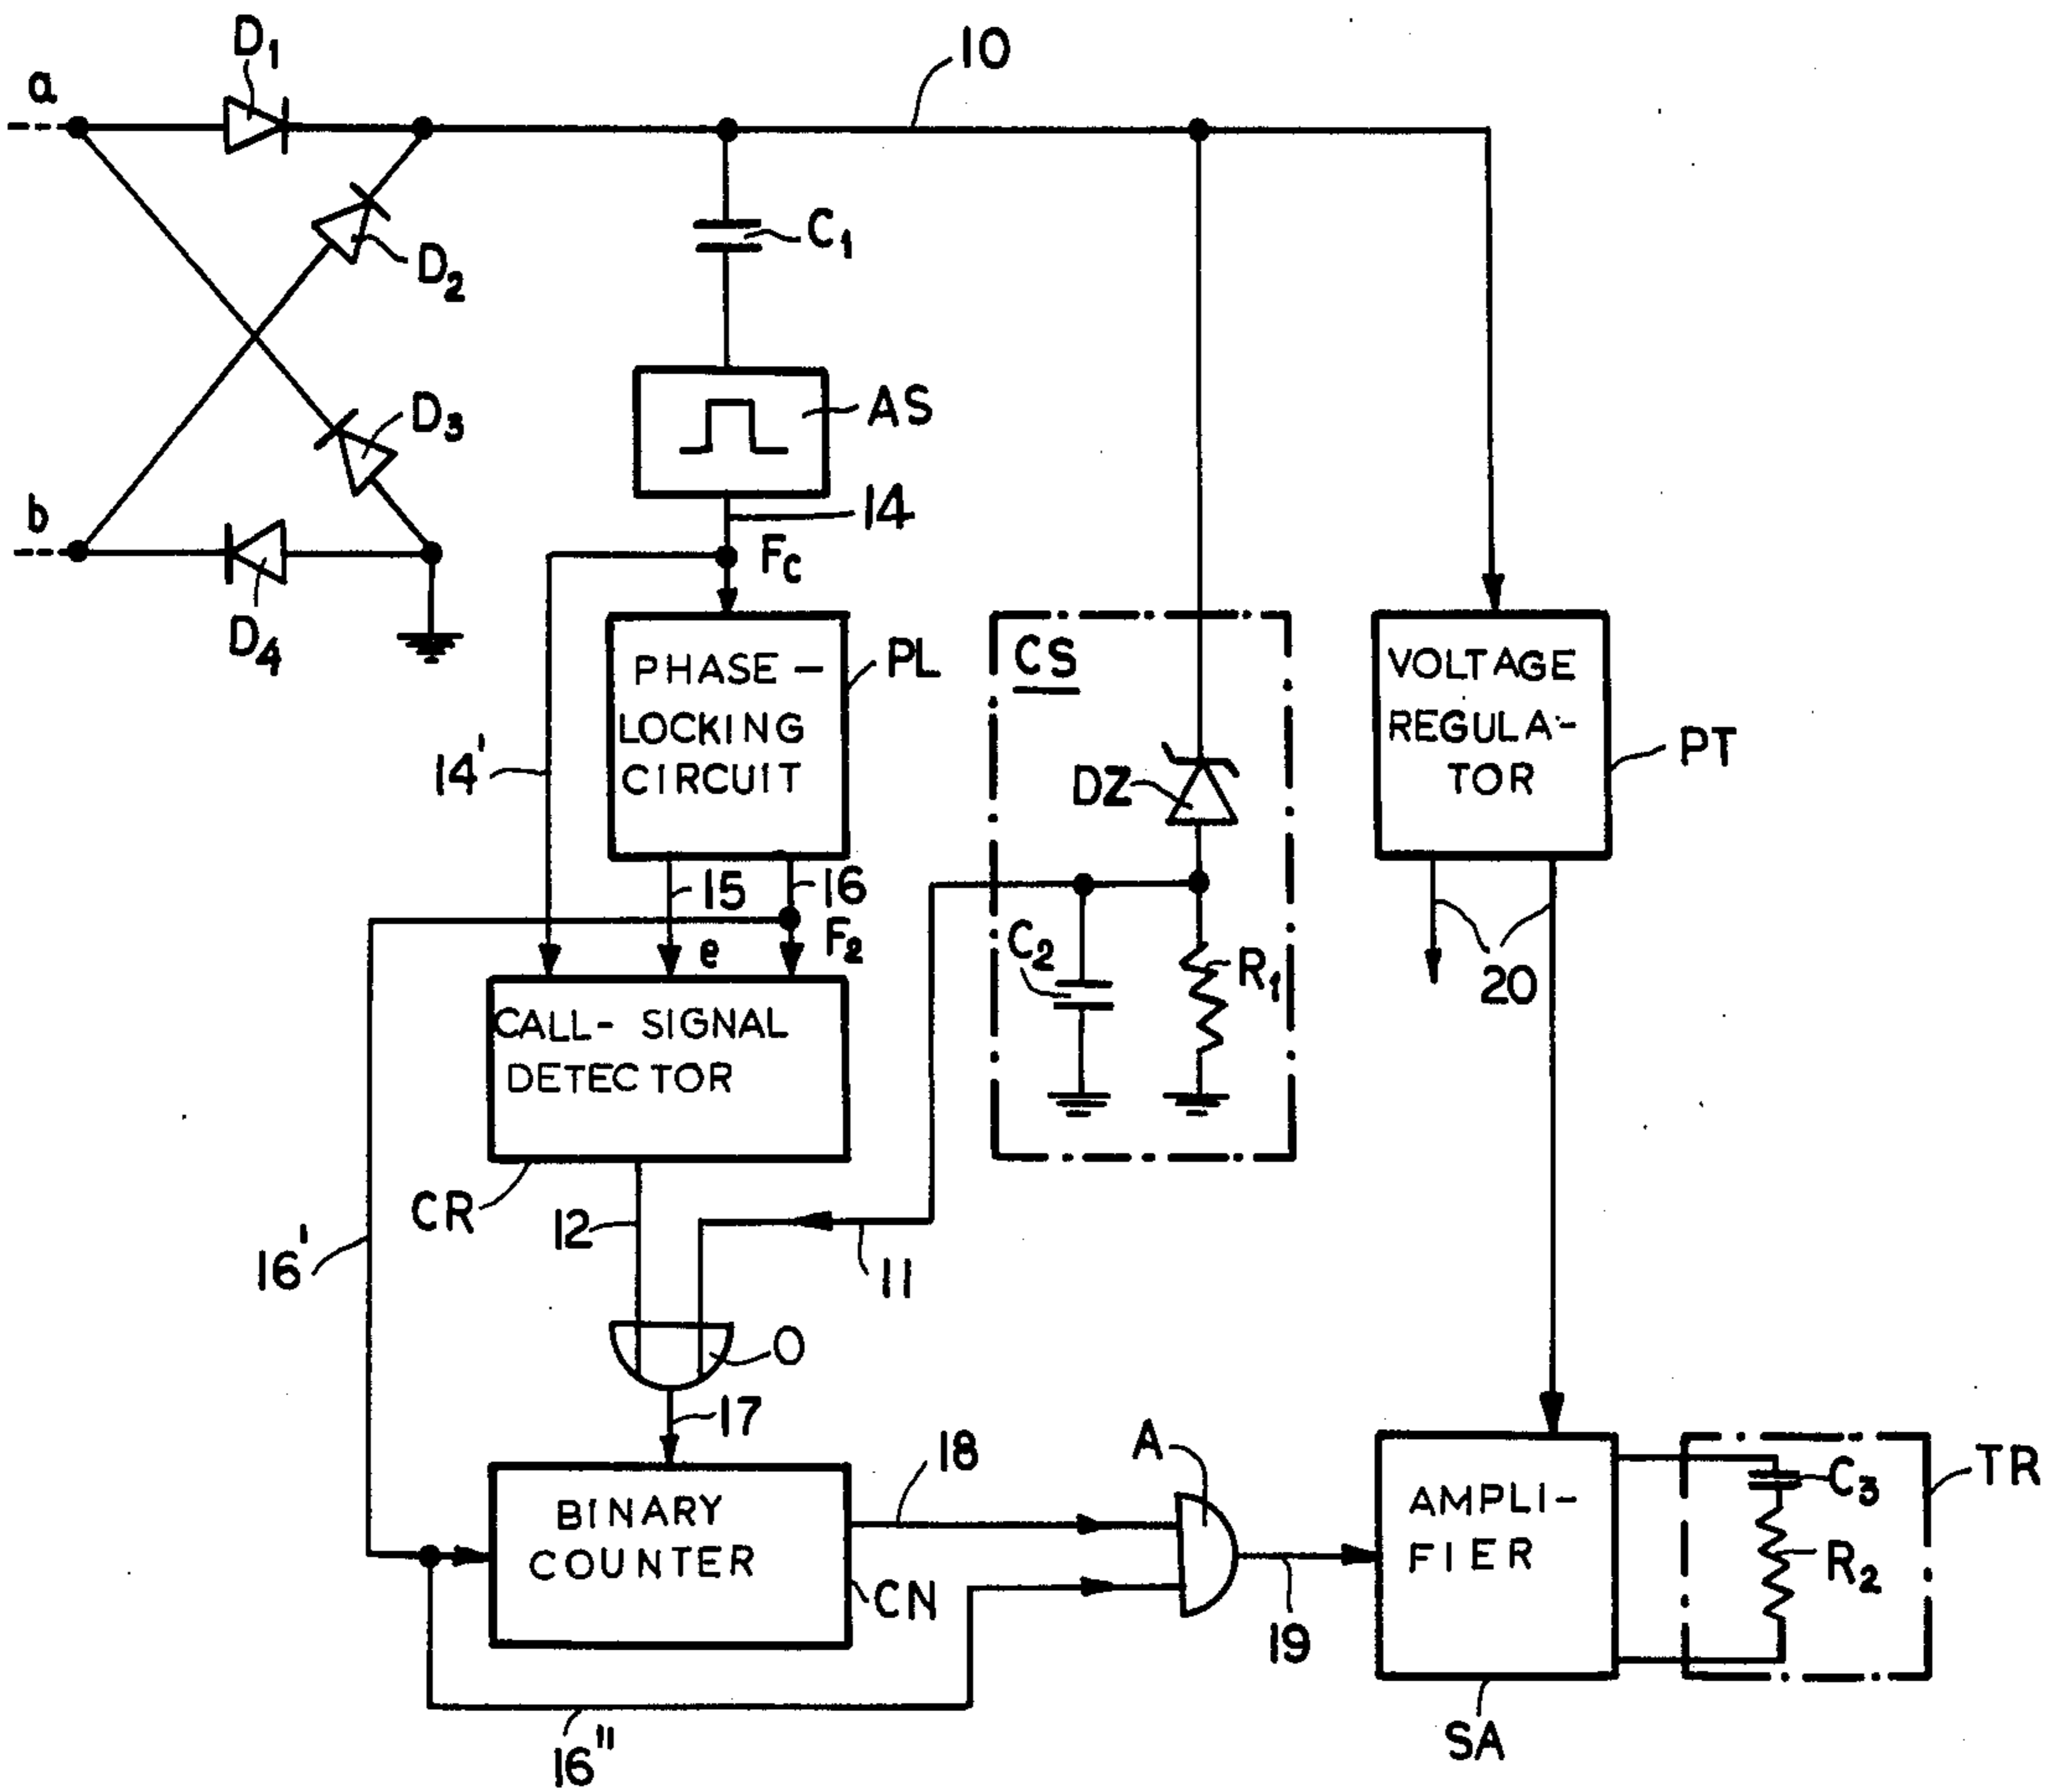 D1
10
a
C1
D2
AS
D3
14
b
Fc
D4
PHASE-
LOCKING
CIRCUIT
PL
CS
VOLTAGE
REGULA-
TOR
PT
14'
DZ
15
16
e
F2
C2
R1
20
CALL-SIGNAL
DETECTOR
CR
12
16'
11
O
17
A
18
TR
BINARY
COUNTER
AMPLI-
FIER
C3
R2
CN
19
SA
16"